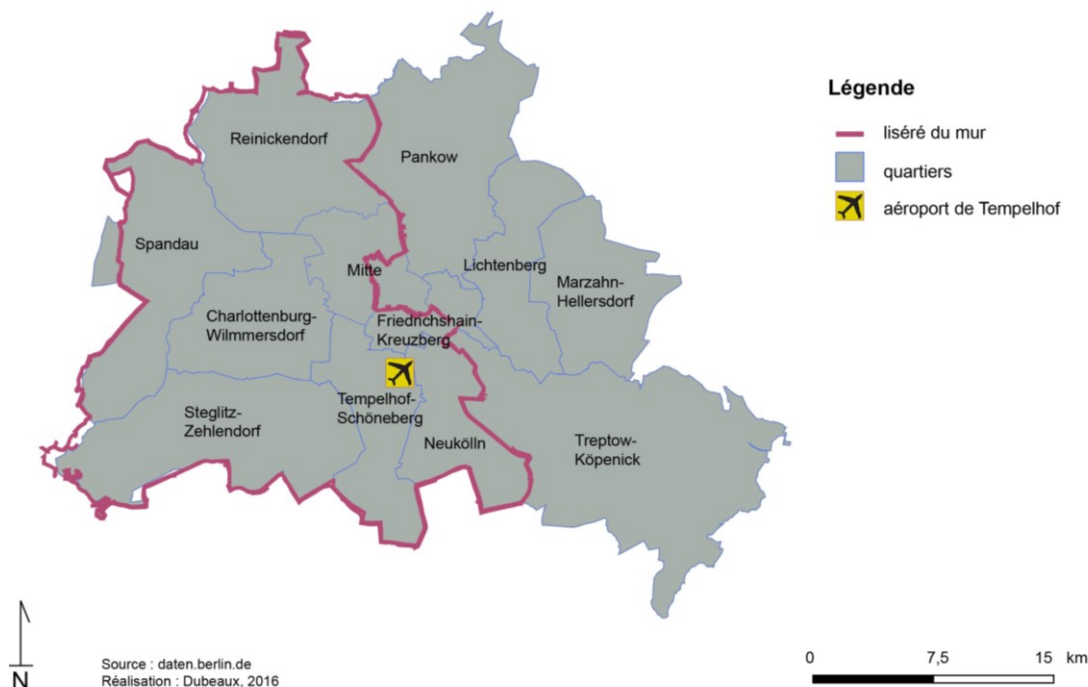 Légende
liséré du mur
quartiers
aéroport de Tempelhof
Reinickendorf
Pankow
Spandau
Mitte
Lichtenberg
Marzahn-
Hellersdorf
Charlottenburg-
Wilmmersdorf
Friedrichshain-
Kreuzberg
Tempelhof-
Schöneberg
Steglitz-
Zehlendorf
Neukölln
Treptow-
Köpenick
N
Source : daten.berlin.de
Réalisation : Dubeaux, 2016
0 7,5 15 km